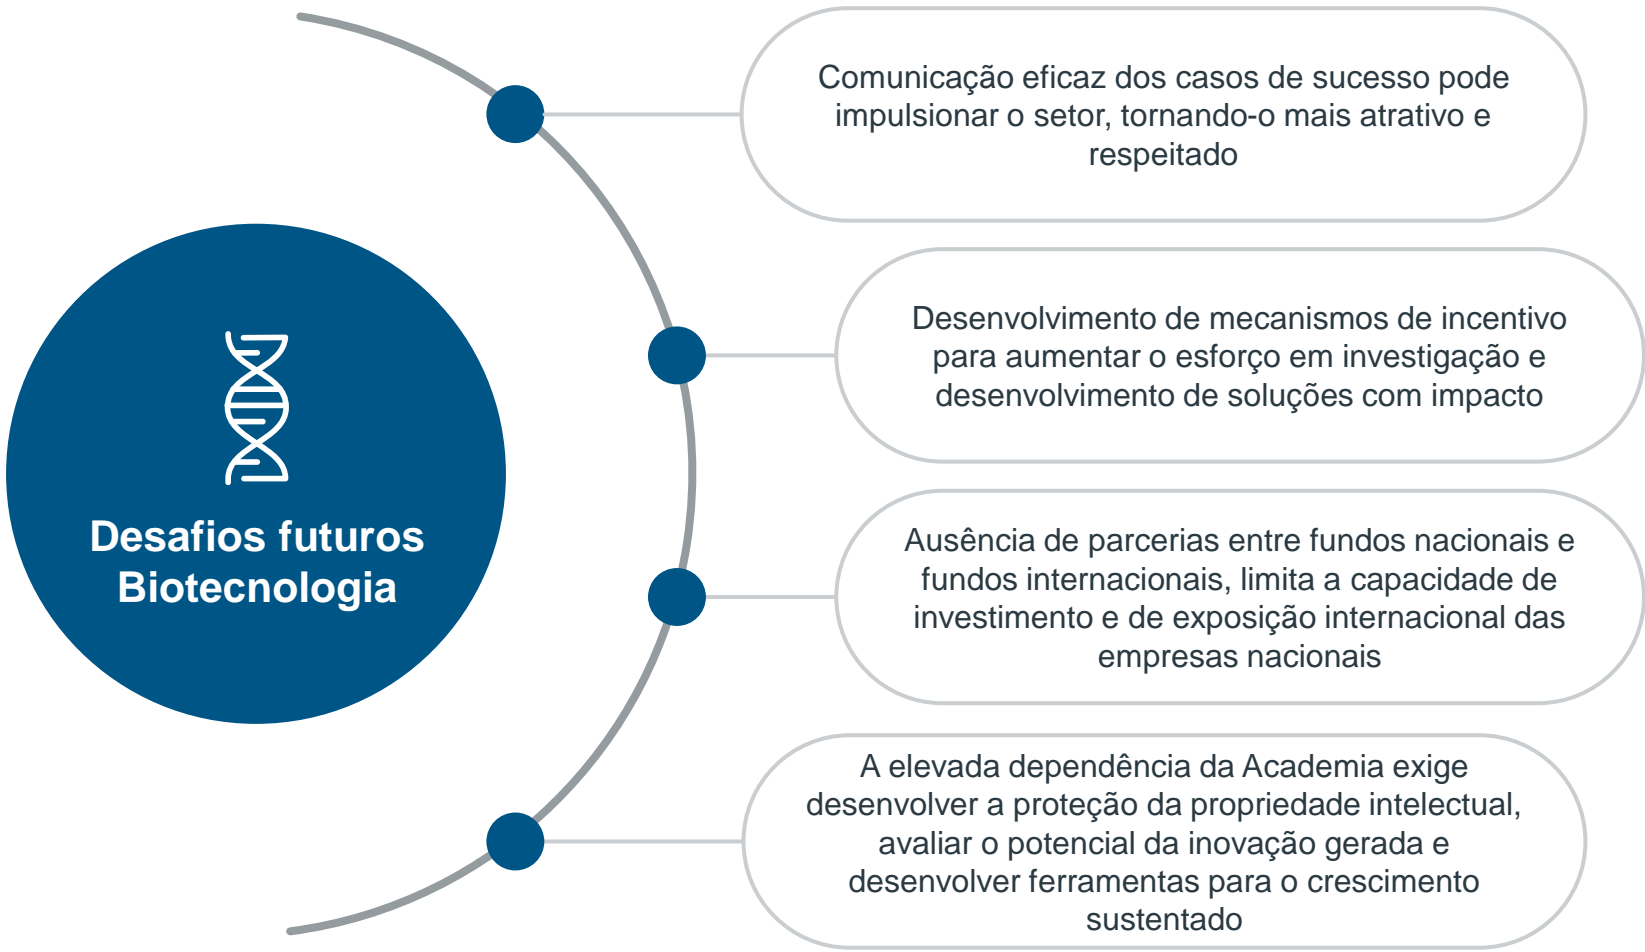 Comunicação eficaz dos casos de sucesso pode
impulsionar o setor, tornando-o mais atrativo e
respeitado
Desenvolvimento de mecanismos de incentivo
para aumentar o esforço em investigação e
desenvolvimento de soluções com impacto
Desafios futuros
Biotecnologia
Ausência de parcerias entre fundos nacionais e
fundos internacionais, limita a capacidade de
investimento e de exposição internacional das
empresas nacionais
A elevada dependência da Academia exige
desenvolver a proteção da propriedade intelectual,
avaliar o potencial da inovação gerada e
desenvolver ferramentas para o crescimento
sustentado